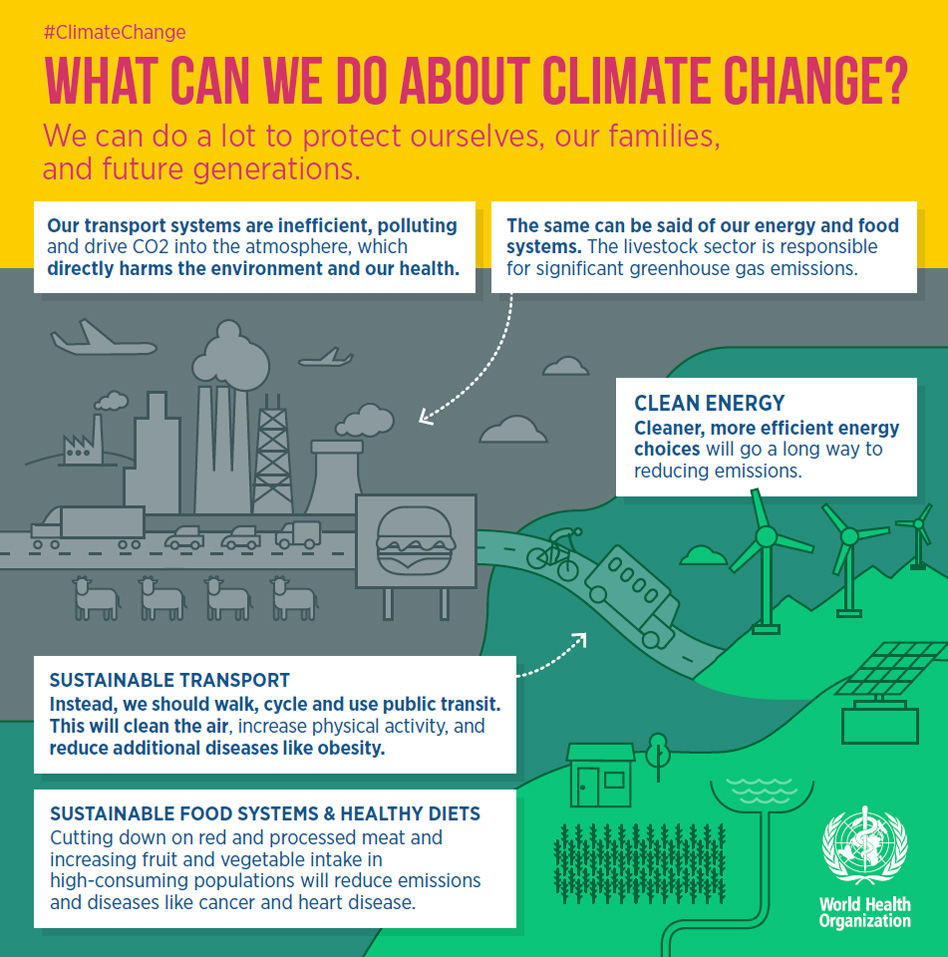 #ClimateChange
WHAT CAN WE DO ABOUT CLIMATE CHANGE?
We can do a lot to protect ourselves, our families,
and future generations.
Our transport systems are inefficient, polluting
and drive CO2 into the atmosphere, which
directly harms the environment and our health.
The same can be said of our energy and food
systems. The livestock sector is responsible
for significant greenhouse gas emissions.
CLEAN ENERGY
Cleaner, more efficient energy
choices will go a long way to
reducing emissions.
SUSTAINABLE TRANSPORT
Instead, we should walk, cycle and use public transit.
This will clean the air, increase physical activity, and
reduce additional diseases like obesity.
SUSTAINABLE FOOD SYSTEMS & HEALTHY DIETS
Cutting down on red and processed meat and
increasing fruit and vegetable intake in
high-consuming populations will reduce emissions
and diseases like cancer and heart disease.
World Health
Organization